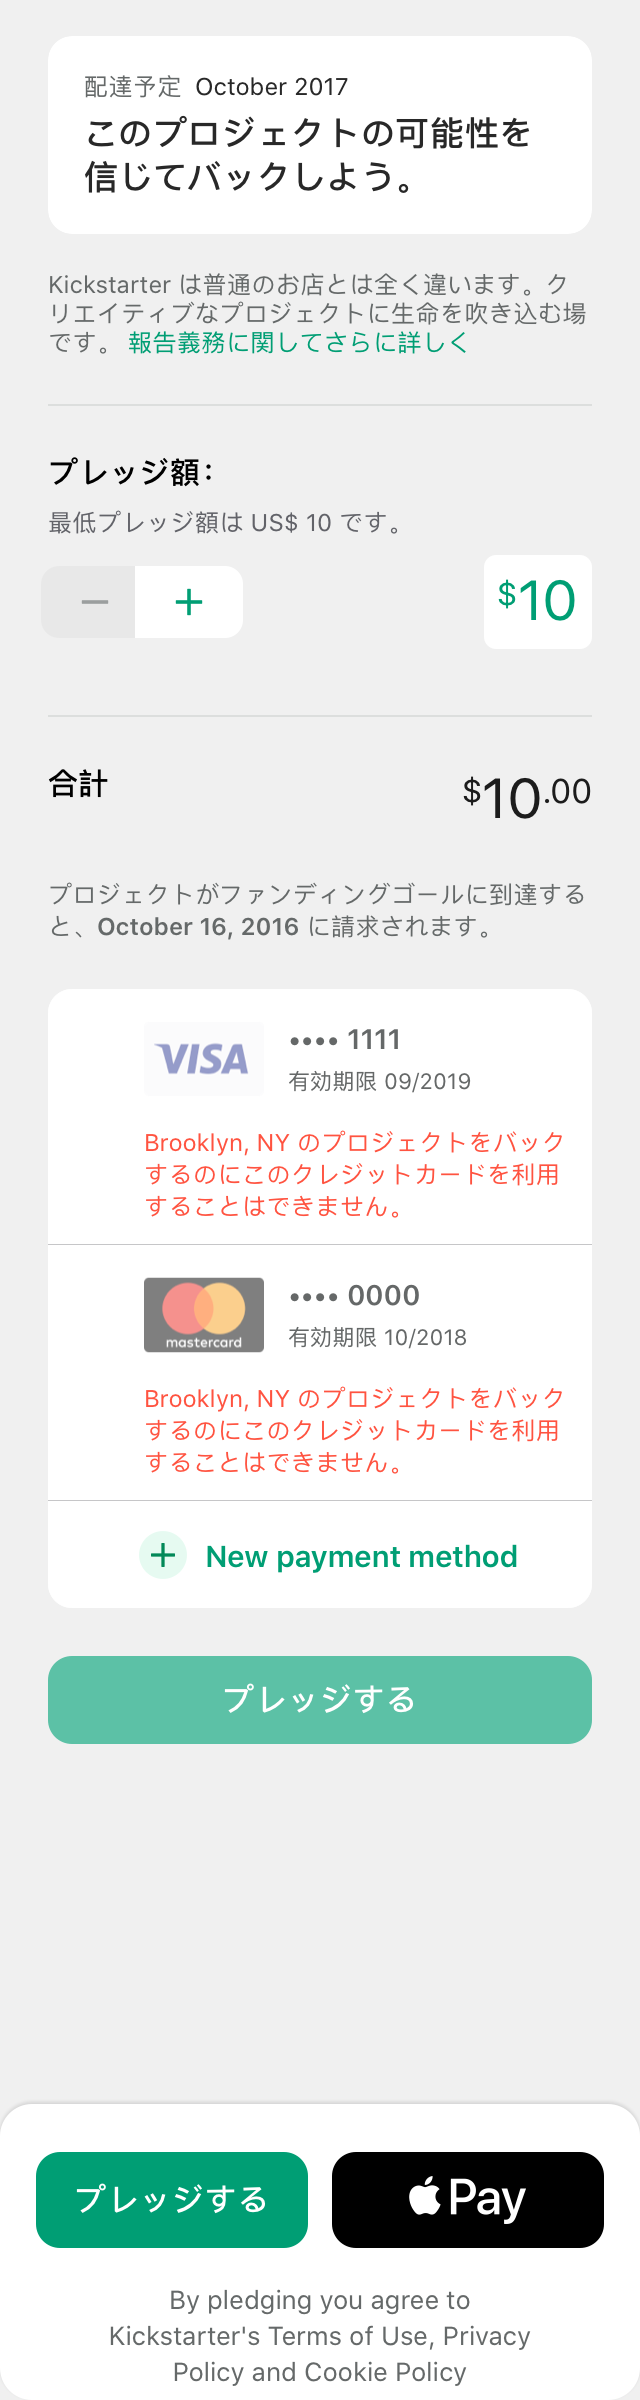 配達予定 October 2017
このプロジェクトの可能性を
信じてバックしよう。
Kickstarter は普通のお店とは全く違います。ク
リエイティブなプロジェクトに生命を吹き込む場
です。 報告義務に関してさらに詳しく
プレッジ額：
最低プレッジ額は US$ 10 です。
− + $10
合計 $10.00
プロジェクトがファンディングゴールに到達する
と、October 16, 2016 に請求されます。
VISA •••• 1111
有効期限 09/2019
Brooklyn, NY のプロジェクトをバック
するのにこのクレジットカードを利用
することはできません。
mastercard •••• 0000
有効期限 10/2018
Brooklyn, NY のプロジェクトをバック
するのにこのクレジットカードを利用
することはできません。
+ New payment method
プレッジする
プレッジする Pay
By pledging you agree to
Kickstarter's Terms of Use, Privacy
Policy and Cookie Policy